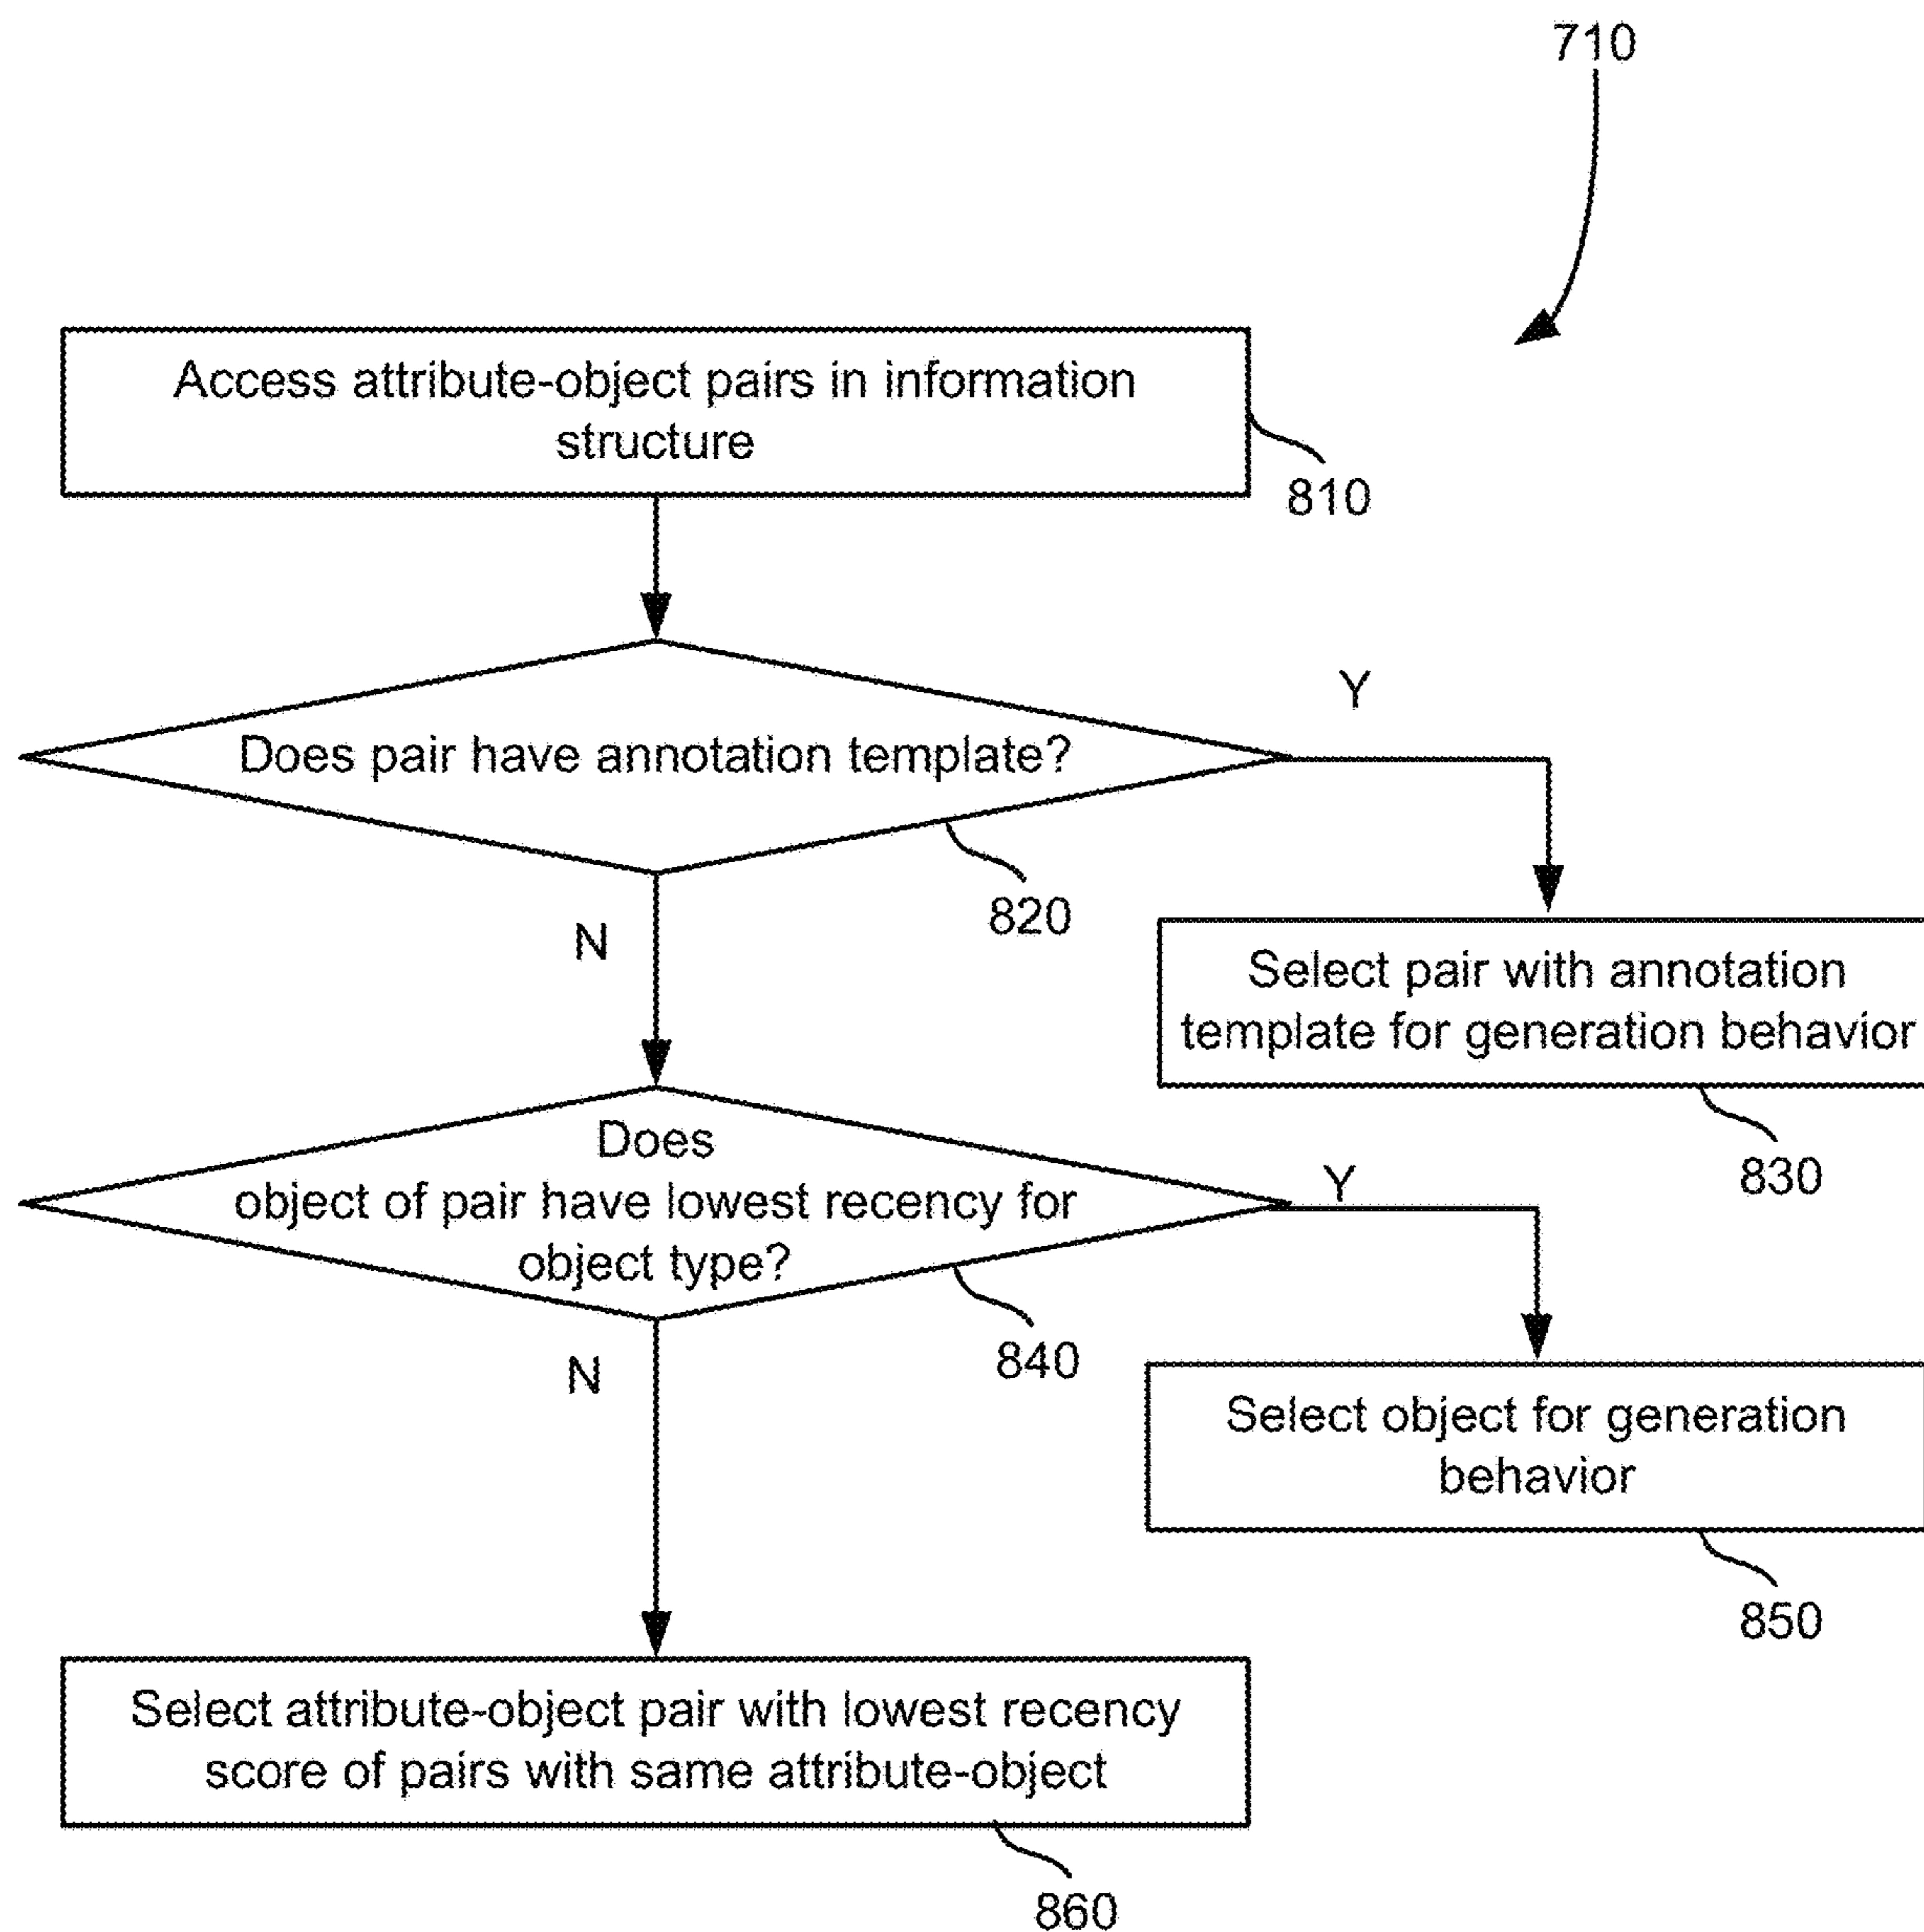 710
Access attribute-object pairs in information
structure
810
Does pair have annotation template?
Y
820
N
Select pair with annotation
template for generation behavior
830
Does
object of pair have lowest recency for
object type?
Y
840
N
Select object for generation
behavior
850
Select attribute-object pair with lowest recency
score of pairs with same attribute-object
860